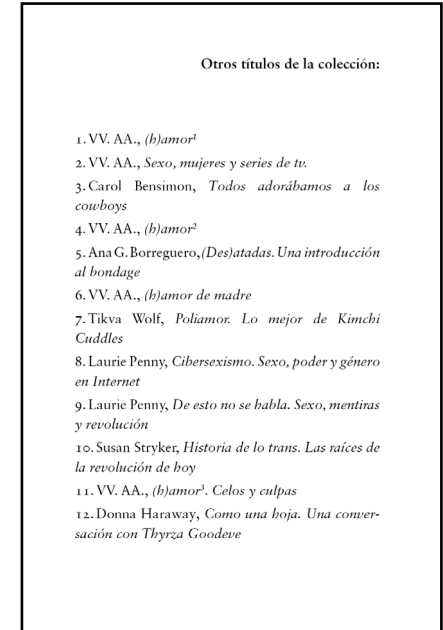 Otros títulos de la colección:
1. VV. AA., (h)amor¹
2. VV. AA., Sexo, mujeres y series de tv.
3. Carol Bensimon, Todos adorábamos a los
cowboys
4. VV. AA., (h)amor²
5. Ana G. Borreguero, (Des)atadas. Una introducción
al bondage
6. VV. AA., (h)amor de madre
7. Tikva Wolf, Poliamor. Lo mejor de Kimchi
Cuddles
8. Laurie Penny, Cibersexismo. Sexo, poder y género
en Internet
9. Laurie Penny, De esto no se habla. Sexo, mentiras
y revolución
10. Susan Stryker, Historia de lo trans. Las raíces de
la revolución de hoy
11. VV. AA., (h)amor³. Celos y culpas
12. Donna Haraway, Como una hoja. Una conver-
sación con Thyrza Goodeve